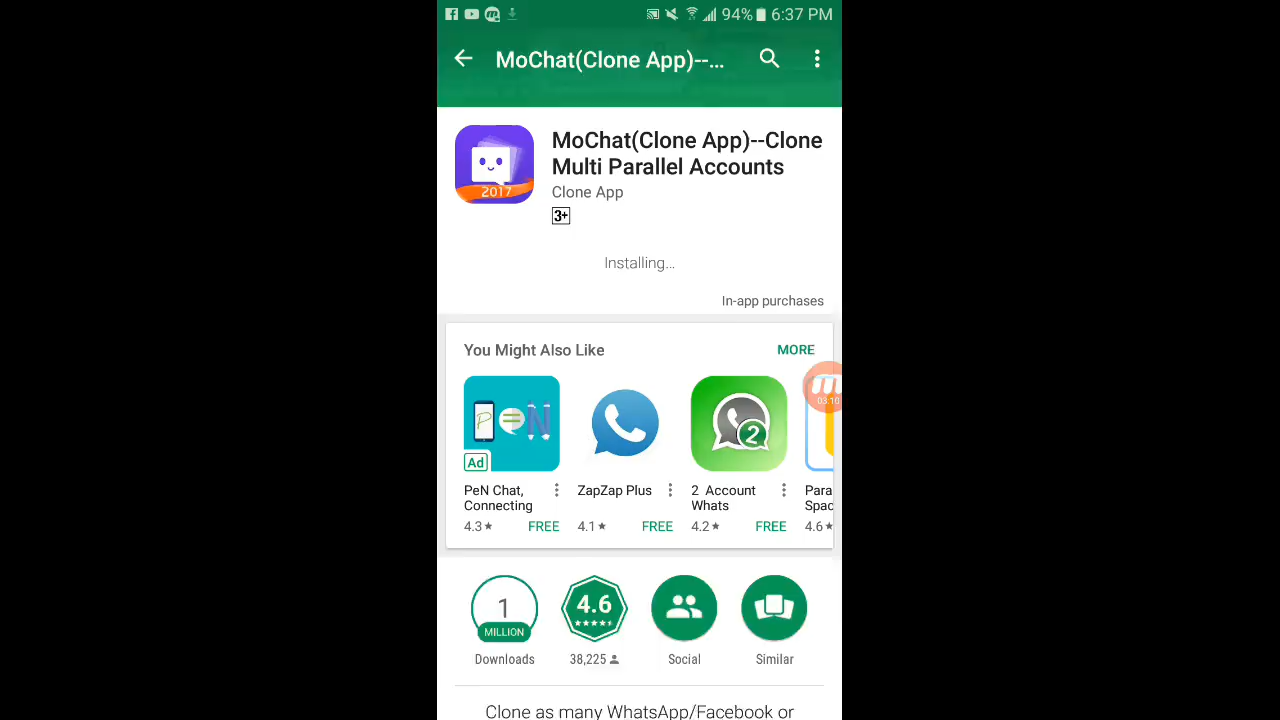 94% 6:37 PM
MoChat(Clone App)--...
MoChat(Clone App)--Clone
Multi Parallel Accounts
2017
Clone App
3+
Installing...
In-app purchases
You Might Also Like
MORE
03:10
P=N
2
Ad
PeN Chat,
Connecting
4.3★ FREE
ZapZap Plus
4.1★ FREE
2 Account
Whats
4.2★ FREE
Para
Spac
4.6★
1
MILLION
Downloads
4.6
38,225
Social
Similar
Clone as many WhatsApp/Facebook or